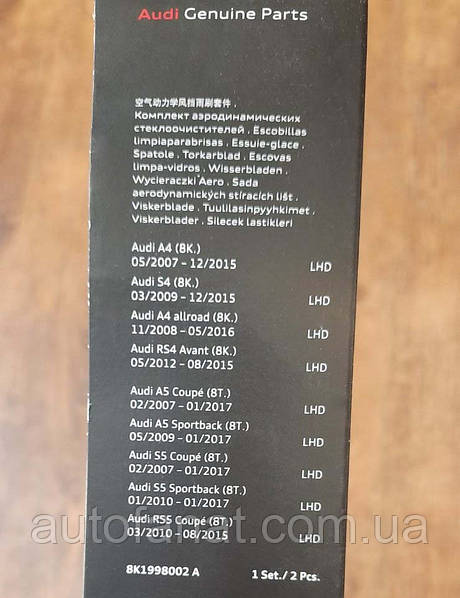 Audi Genuine Parts
空气动力学风挡雨刷套件 .
Комплект аэродинамических
стеклоочистителей . Escobillas
limpiaparabrisas . Essuie-glace .
Spatole . Torkarblad . Escovas
limpa-vidros . Wisserbladen .
Wycieraczki Aero . Sada
aerodynamických stíracích lišt .
Viskerblade . Tuulilasinpyyhkimet .
Viskerblader . Silecek lastikleri
Audi A4 (8K.)
05/2007 – 12/2015 LHD
Audi S4 (8K.)
03/2009 – 12/2015 LHD
Audi A4 allroad (8K.)
11/2008 – 05/2016 LHD
Audi RS4 Avant (8K.)
05/2012 – 08/2015 LHD
Audi A5 Coupé (8T.)
02/2007 – 01/2017 LHD
Audi A5 Sportback (8T.)
05/2009 – 01/2017 LHD
Audi S5 Coupé (8T.)
02/2007 – 01/2017 LHD
Audi S5 Sportback (8T.)
01/2010 – 01/2017 LHD
Audi RS5 Coupé (8T.)
03/2010 – 08/2015 LHD
autofanat.com.ua
8K1998002 A 1 Set./ 2 Pcs.